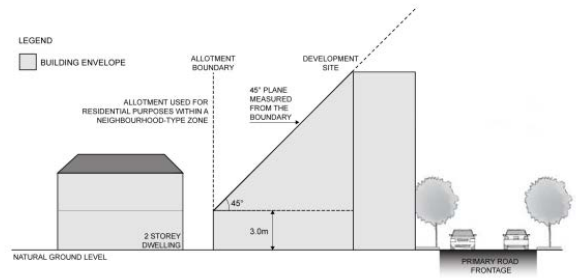 LEGEND
BUILDING ENVELOPE
ALLOTMENT
BOUNDARY
DEVELOPMENT
SITE
ALLOTMENT USED FOR
RESIDENTIAL PURPOSES WITHIN A
NEIGHBOURHOOD-TYPE ZONE
45° PLANE
MEASURED
FROM THE
BOUNDARY
45°
3.0m
2 STOREY
DWELLING
NATURAL GROUND LEVEL
PRIMARY ROAD
FRONTAGE